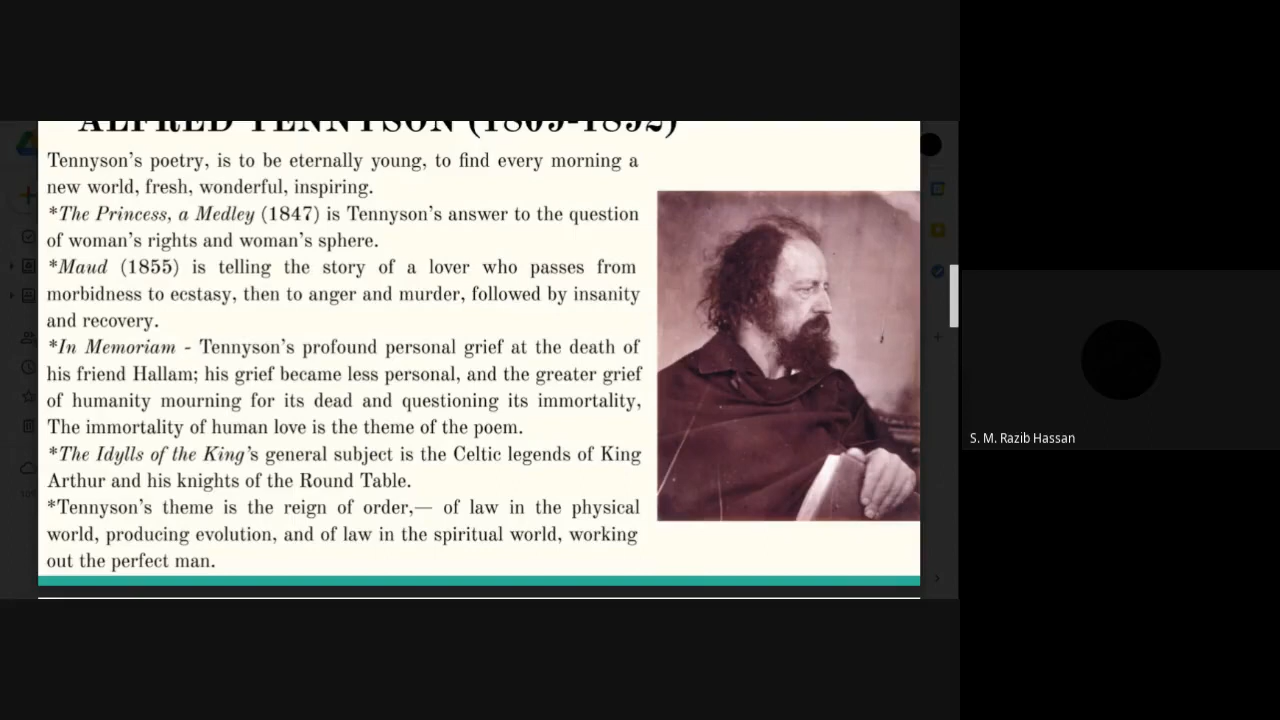 ALFRED TENNYSON (1809-1892)
Tennyson's poetry, is to be eternally young, to find every morning a
new world, fresh, wonderful, inspiring.
*The Princess, a Medley (1847) is Tennyson's answer to the question
of woman's rights and woman's sphere.
*Maud (1855) is telling the story of a lover who passes from
morbidness to ecstasy, then to anger and murder, followed by insanity
and recovery.
*In Memoriam - Tennyson's profound personal grief at the death of
his friend Hallam; his grief became less personal, and the greater grief
of humanity mourning for its dead and questioning its immortality,
The immortality of human love is the theme of the poem.
*The Idylls of the King's general subject is the Celtic legends of King
Arthur and his knights of the Round Table.
*Tennyson's theme is the reign of order,— of law in the physical
world, producing evolution, and of law in the spiritual world, working
out the perfect man.
S. M. Razib Hassan